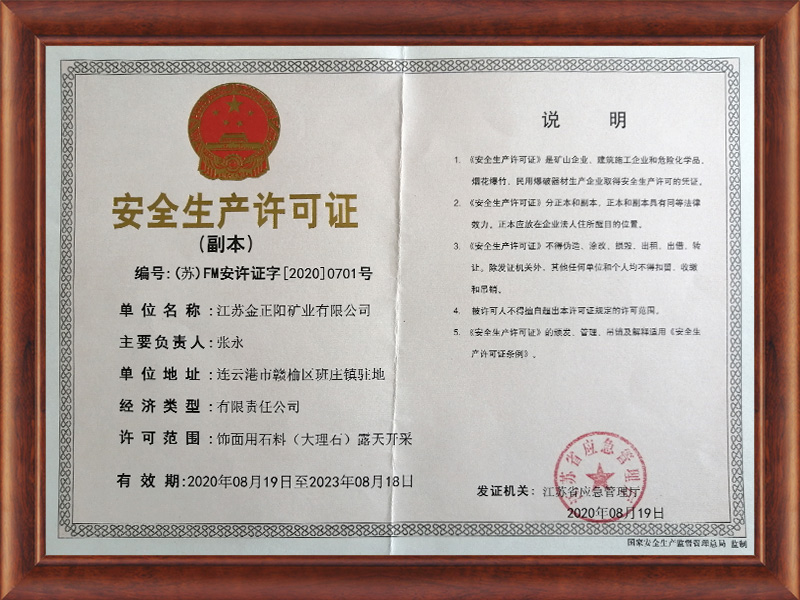 安全生产许可证
(副本)
编号:(苏)FM安许证字[2020]0701号
单位名称:江苏金正阳矿业有限公司
主要负责人:张永
单位地址:连云港市赣榆区班庄镇驻地
经济类型:有限责任公司
许可范围:饰面用石料(大理石)露天开采
有效期:2020年08月19日至2023年08月18日
说 明
1. 《安全生产许可证》是矿山企业、建筑施工企业和危险化学品、
烟花爆竹、民用爆破器材生产企业取得安全生产许可的凭证。
2. 《安全生产许可证》分正本和副本,正本和副本具有同等法律
效力。正本应放在企业法人住所醒目的位置。
3. 《安全生产许可证》不得伪造、涂改、损毁、出租、出借、转
让。除发证机关外,其他任何单位和个人均不得扣留、收缴
和吊销。
4. 被许可人不得擅自超出本许可证规定的许可范围。
5. 《安全生产许可证》的颁发、管理、吊销及解释适用《安全生
产许可证条例》。
江苏省应急管理厅
发证机关:江苏省应急管理厅
2020年08月19日
国家安全生产监督管理总局 监制